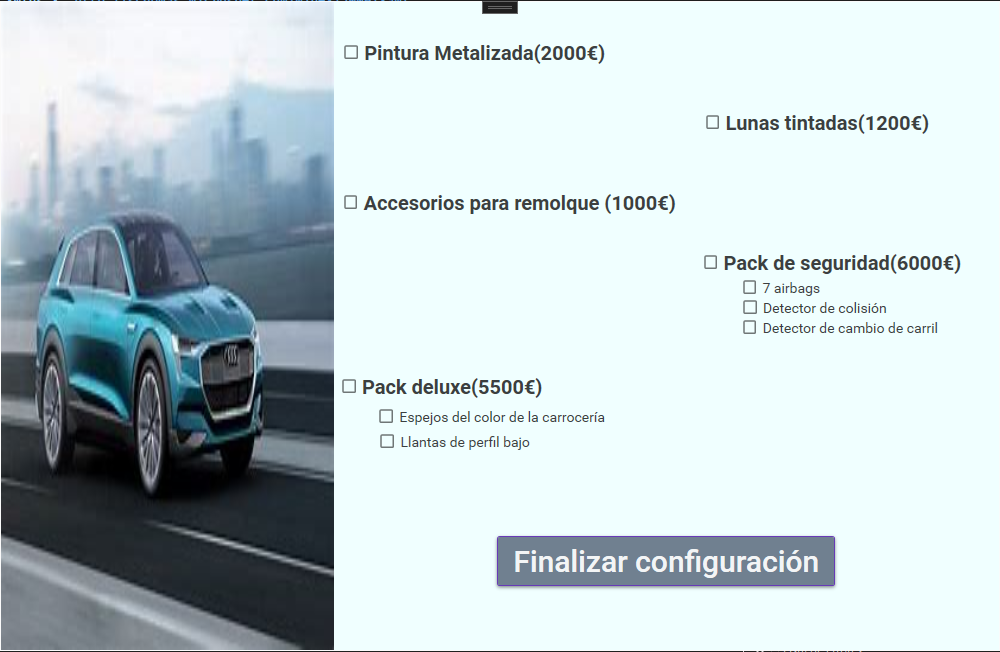 Pintura Metalizada(2000€)
Lunas tintadas(1200€)
Accesorios para remolque (1000€)
Pack de seguridad(6000€)
7 airbags
Detector de colisión
Detector de cambio de carril
Pack deluxe(5500€)
Espejos del color de la carrocería
Llantas de perfil bajo
Finalizar configuración